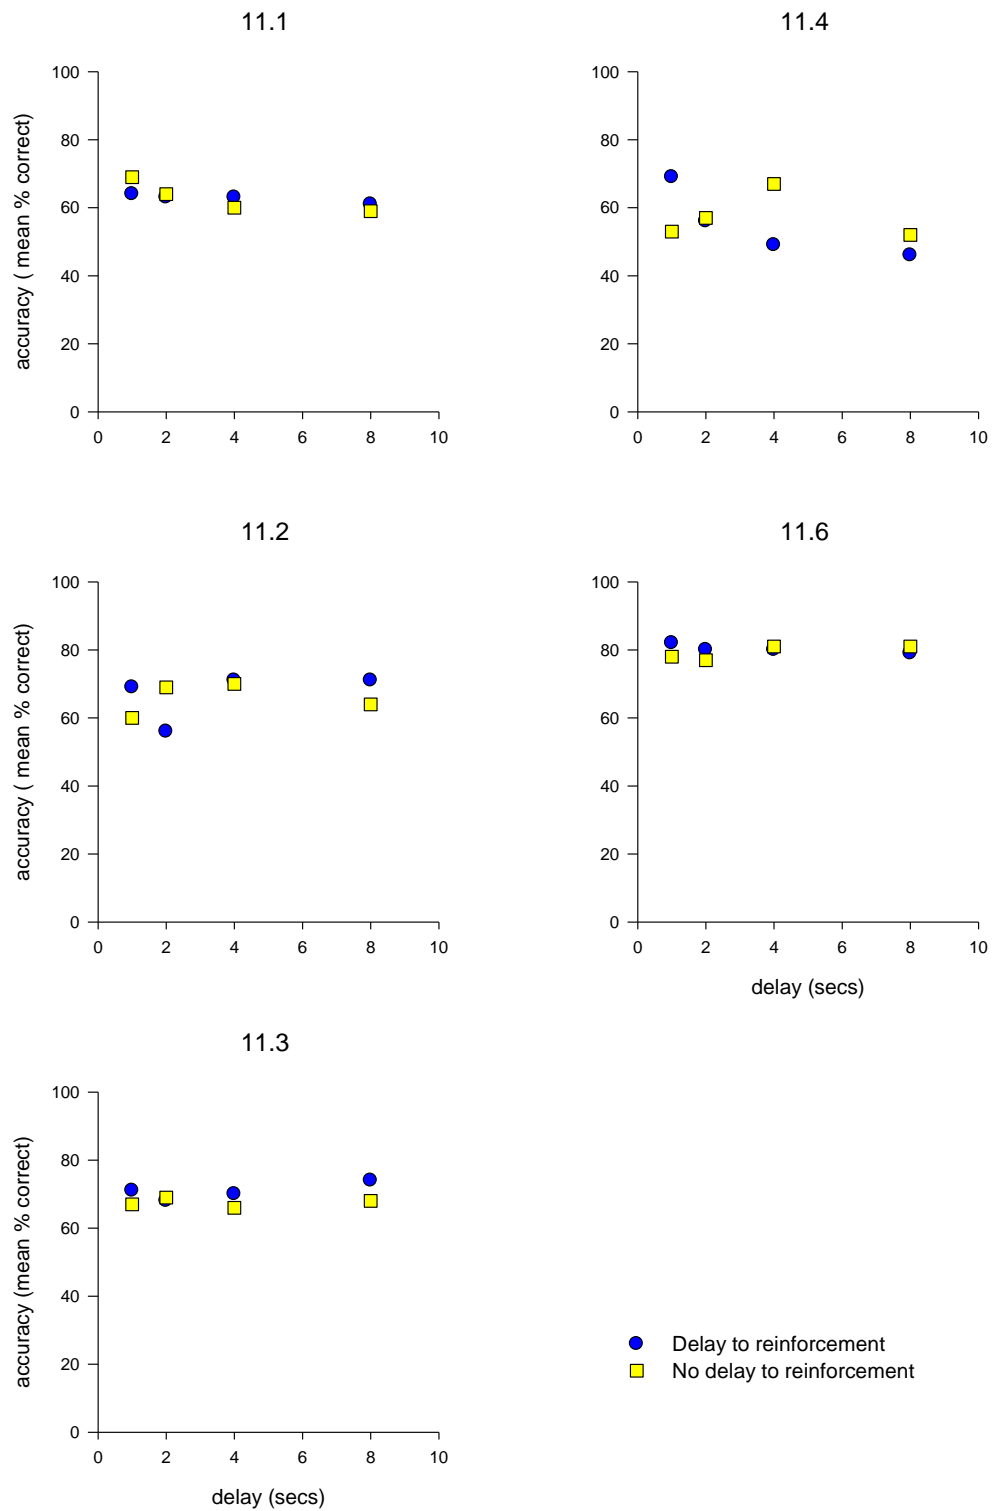 11.1
100
80
60
40
20
0
0 2 4 6 8 10
accuracy ( mean % correct)
11.4
100
80
60
40
20
0
0 2 4 6 8 10
11.2
100
80
60
40
20
0
0 2 4 6 8 10
accuracy ( mean % correct)
11.6
100
80
60
40
20
0
0 2 4 6 8 10
delay (secs)
11.3
100
80
60
40
20
0
0 2 4 6 8 10
accuracy (mean % correct)
delay (secs)
Delay to reinforcement
No delay to reinforcement